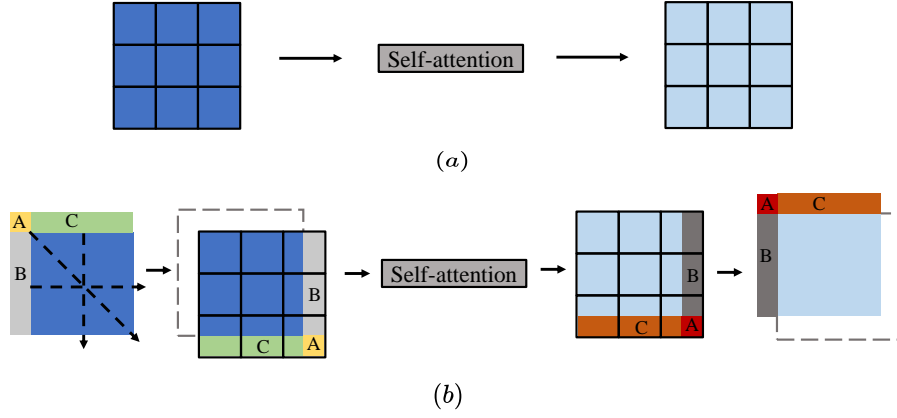 Self-attention
(a)
A C
B
B
C A
Self-attention
B
C A
A C
B
(b)